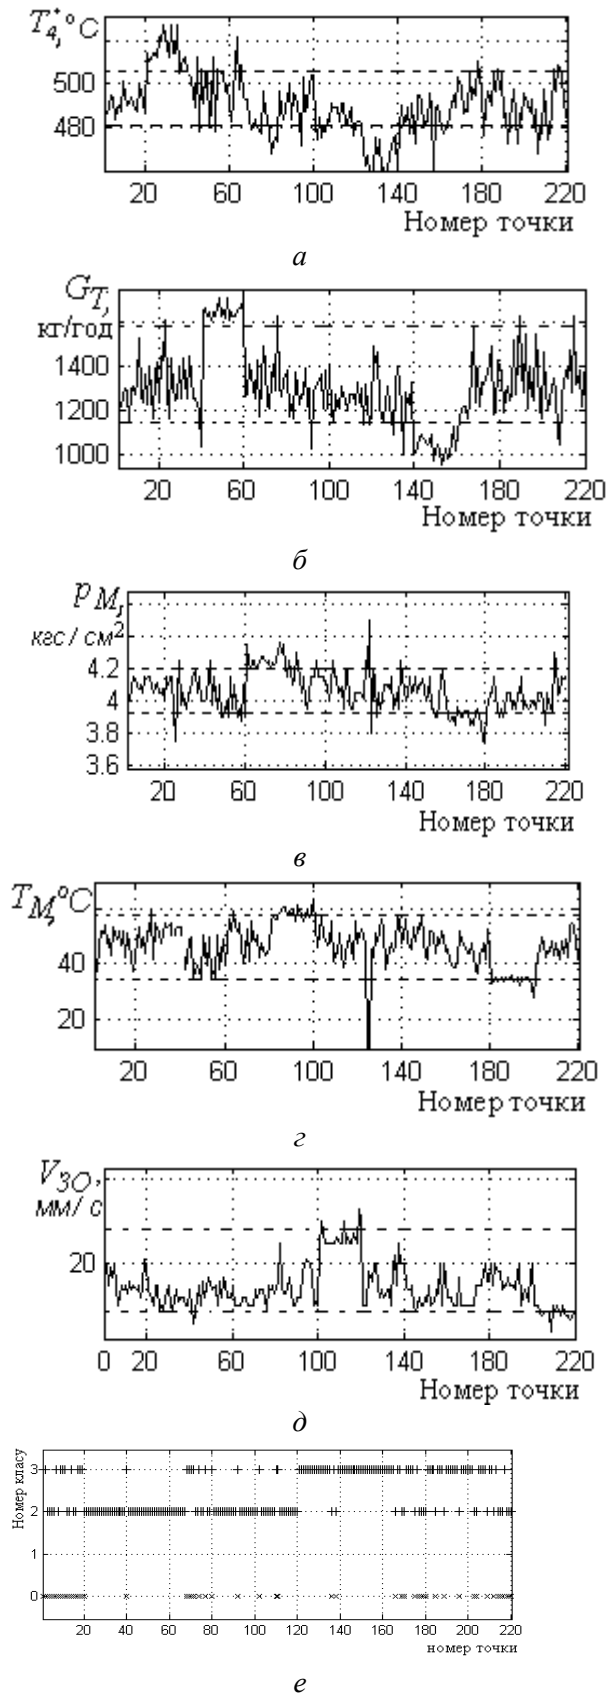 T₄*, °C
500
480
20 60 100 140 180 220
Номер точки
а
G_T,
кг/год
1400
1200
1000
20 60 100 140 180 220
Номер точки
б
p_M,
кгс/см²
4.2
4
3.8
3.6
20 60 100 140 180 220
Номер точки
в
T_M, °C
40
20
20 60 100 140 180 220
Номер точки
г
V_3O,
мм/с
20
0 20 60 100 140 180 220
Номер точки
д
Номер класу
3
2
1
0
20 40 60 80 100 120 140 160 180 200 220
номер точки
е